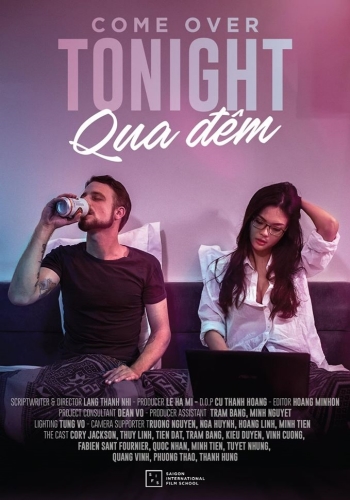 COME OVER
TONIGHT
Qua đêm
SCRIPTWRITER & DIRECTOR LANG THANH NHI - PRODUCER LE HA MI - D.O.P CU THANH HOANG - EDITOR HOANG MINHON
PROJECT CONSULTANT DEAN VO - PRODUCER ASSISTANT TRAM BANG, MINH NGUYET
LIGHTING TUNG VO - CAMERA SUPPORTER TRUONG NGUYEN, NGA HUYNH, HOANG LINH, MINH TIEN
THE CAST CORY JACKSON, THUY LINH, TIEN DAT, TRAM BANG, KIEU DUYEN, VINH CUONG,
FABIEN SANT FOURNIER, QUOC NHAN, MINH TIEN, TUYET NHUNG,
QUANG VINH, PHUONG THAO, THANH HUNG
SAIGON
INTERNATIONAL
FILM SCHOOL